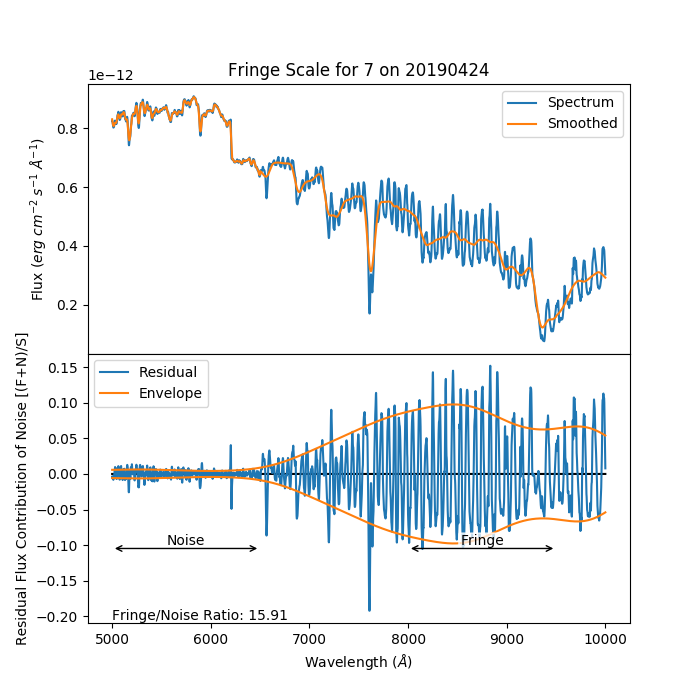 Fringe Scale for 7 on 20190424
1e−12
Spectrum
Smoothed
0.8
0.6
0.4
0.2
Flux (erg cm⁻² s⁻¹ Å⁻¹)
Residual
Envelope
0.15
0.10
0.05
0.00
−0.05
−0.10
−0.15
−0.20
Residual Flux Contribution of Noise [(F+N)/S]
Noise
Fringe
Fringe/Noise Ratio: 15.91
5000 6000 7000 8000 9000 10000
Wavelength (Å)